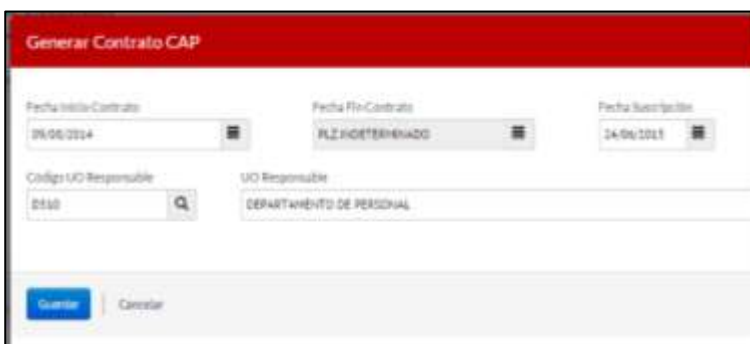 Generar Contrato CAP
Fecha Inicio Contrato Fecha Fin Contrato Fecha Suscripción
PLZ INDETERMINADO 24/06/2015
Código UO Responsable UO Responsable
DEPARTAMENTO DE PERSONAL
Guardar Cancelar